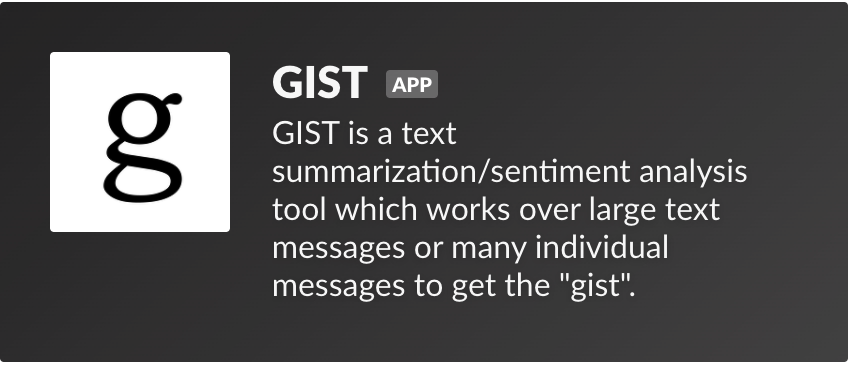 g
GIST APP
GIST is a text
summarization/sentiment analysis
tool which works over large text
messages or many individual
messages to get the "gist".